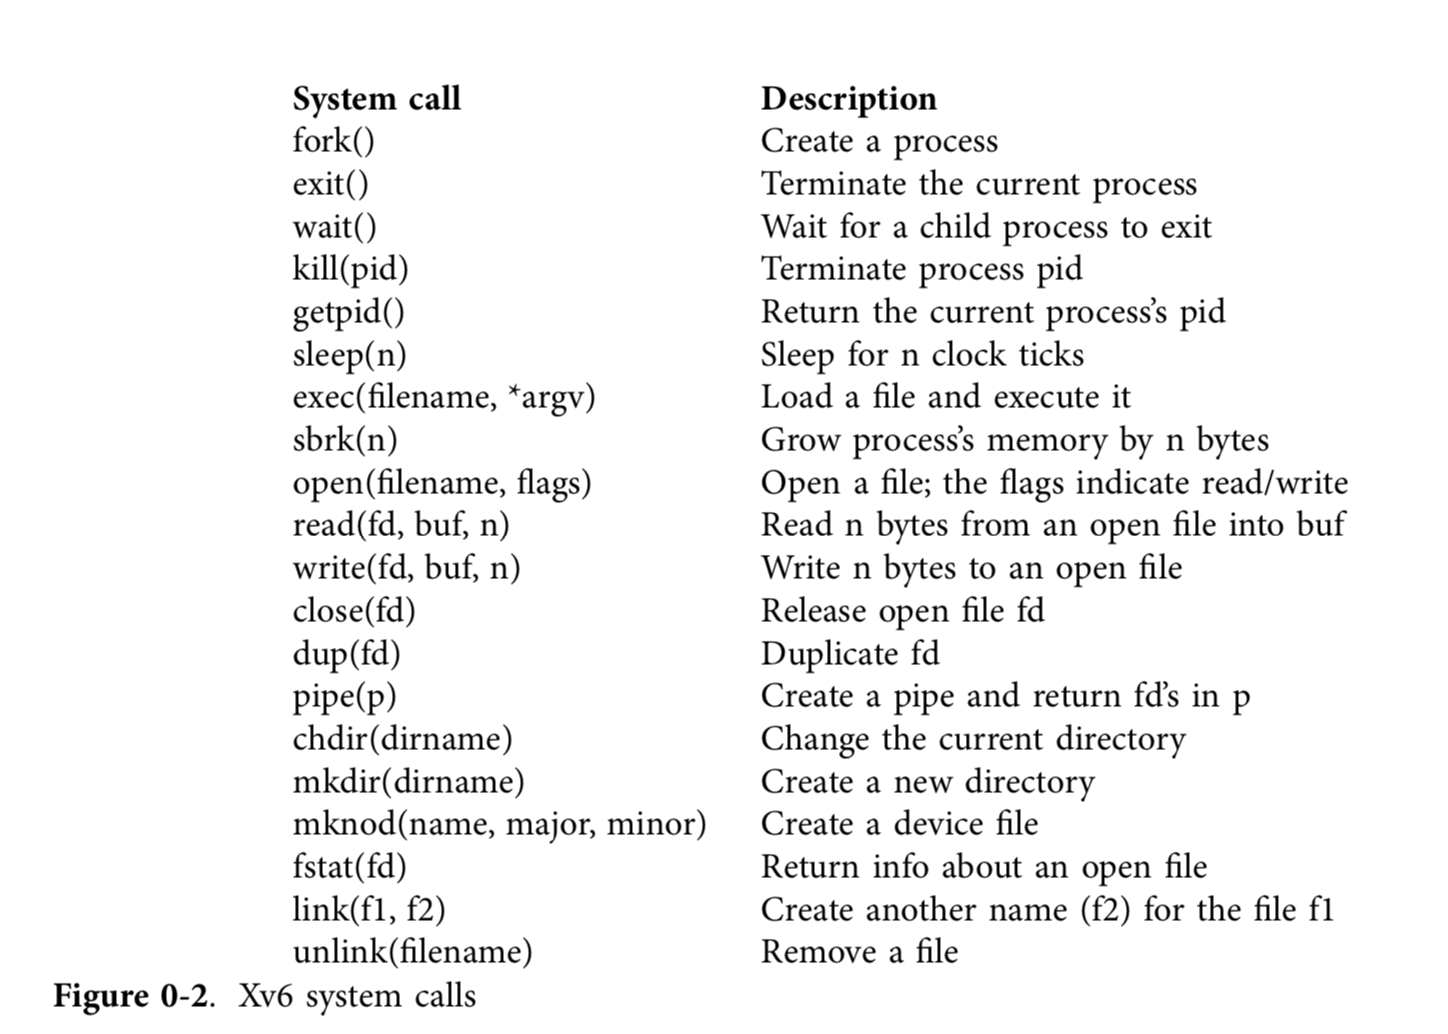 System call Description
fork() Create a process
exit() Terminate the current process
wait() Wait for a child process to exit
kill(pid) Terminate process pid
getpid() Return the current process’s pid
sleep(n) Sleep for n clock ticks
exec(filename, *argv) Load a file and execute it
sbrk(n) Grow process’s memory by n bytes
open(filename, flags) Open a file; the flags indicate read/write
read(fd, buf, n) Read n bytes from an open file into buf
write(fd, buf, n) Write n bytes to an open file
close(fd) Release open file fd
dup(fd) Duplicate fd
pipe(p) Create a pipe and return fd’s in p
chdir(dirname) Change the current directory
mkdir(dirname) Create a new directory
mknod(name, major, minor) Create a device file
fstat(fd) Return info about an open file
link(f1, f2) Create another name (f2) for the file f1
unlink(filename) Remove a file
Figure 0-2. Xv6 system calls